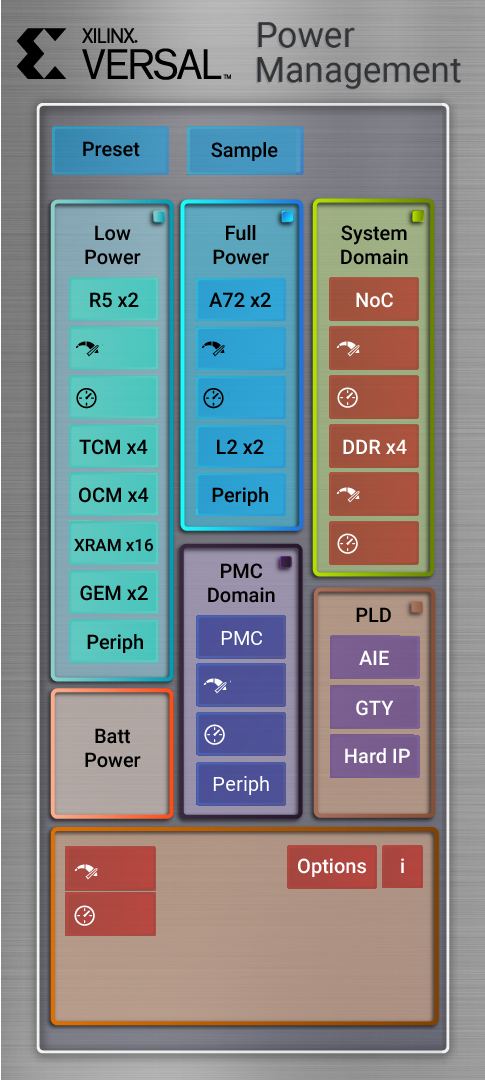 XILINX.
VERSAL™
Power
Management
Preset
Sample
Low
Power
R5 x2
TCM x4
OCM x4
XRAM x16
GEM x2
Periph
Full
Power
A72 x2
L2 x2
Periph
System
Domain
NoC
DDR x4
PMC
Domain
PMC
Periph
PLD
AIE
GTY
Hard IP
Batt
Power
Options
i